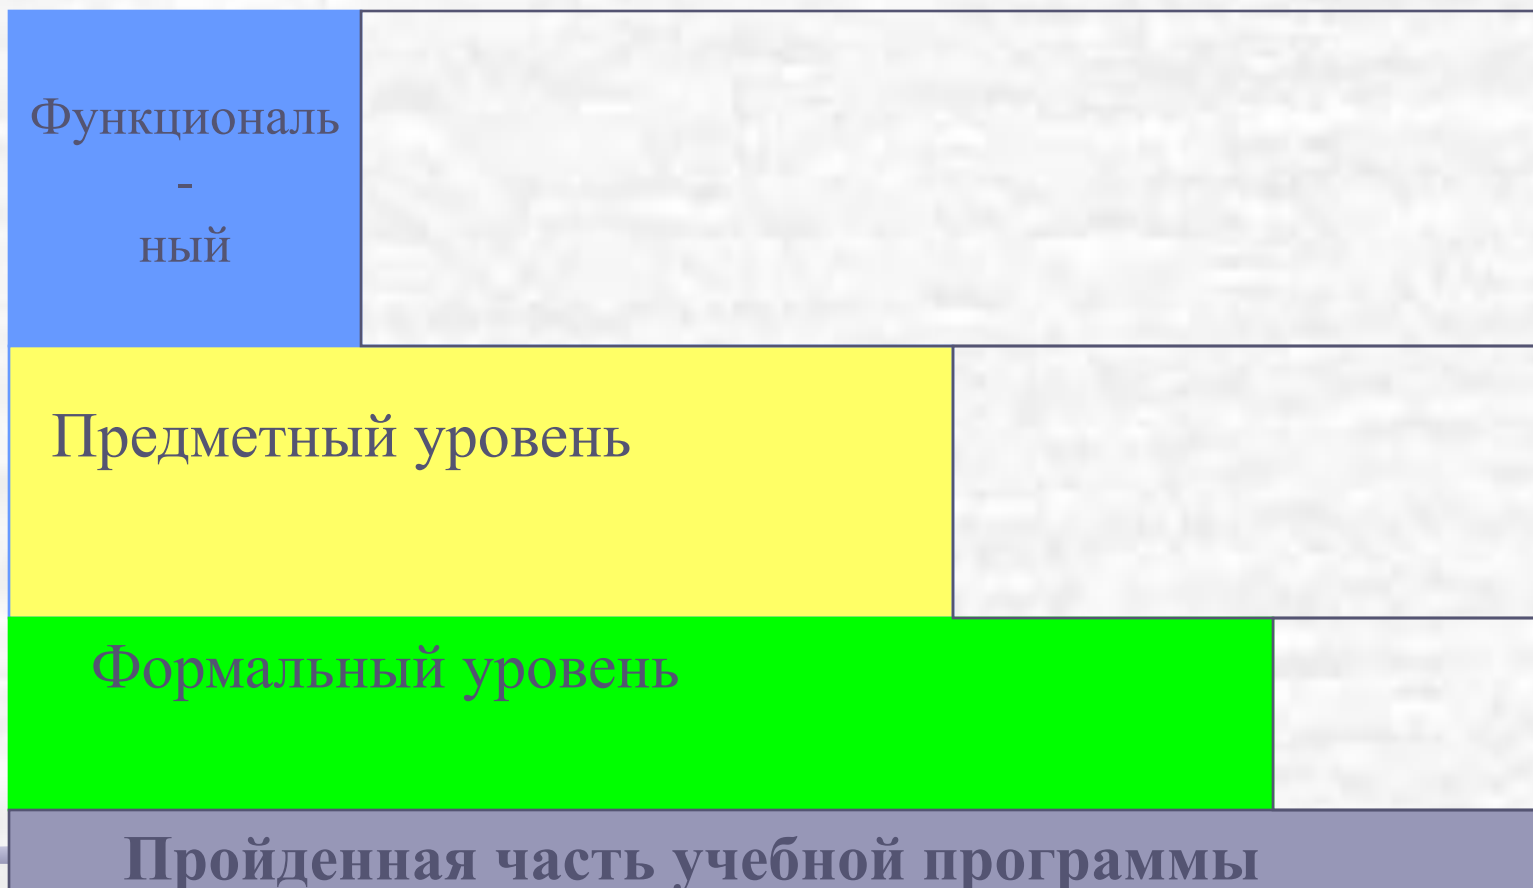 Функциональ
-
ный
Предметный уровень
Формальный уровень
Пройденная часть учебной программы